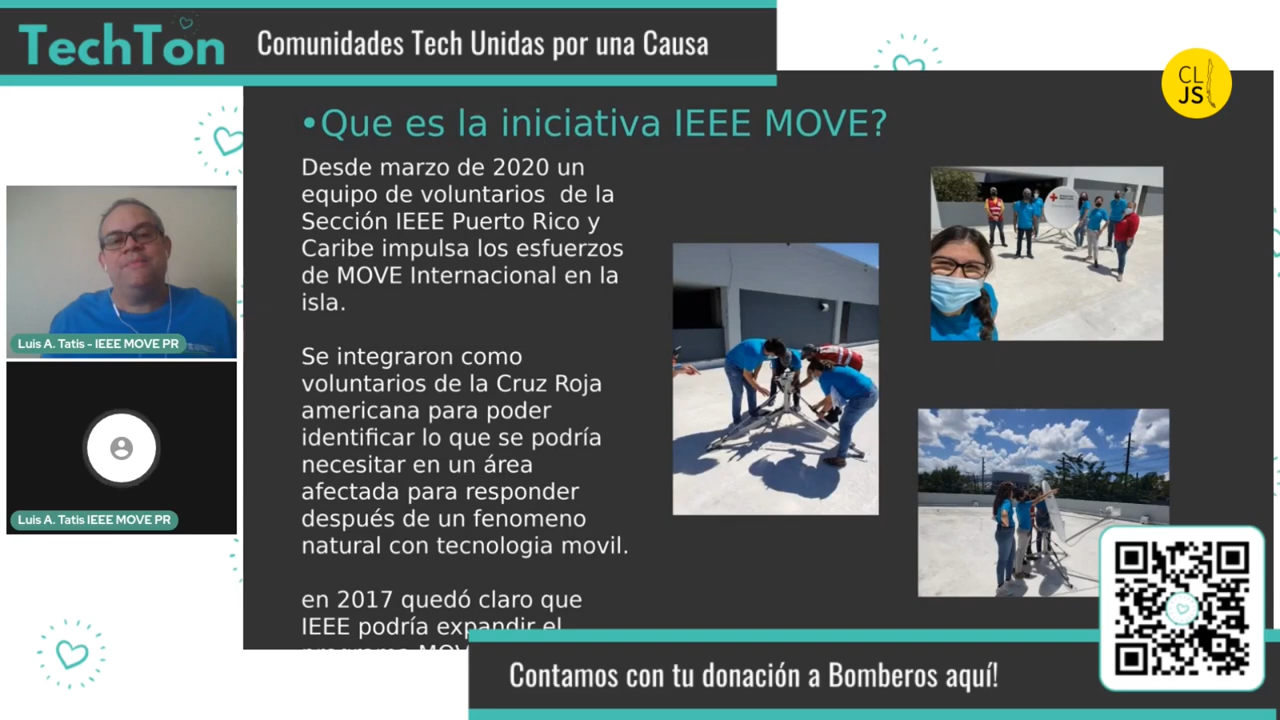 TechTon
Comunidades Tech Unidas por una Causa
CL
JS
•Que es la iniciativa IEEE MOVE?
Desde marzo de 2020 un
equipo de voluntarios de la
Sección IEEE Puerto Rico y
Caribe impulsa los esfuerzos
de MOVE Internacional en la
isla.
Se integraron como
voluntarios de la Cruz Roja
americana para poder
identificar lo que se podría
necesitar en un área
afectada para responder
después de un fenomeno
natural con tecnologia movil.
en 2017 quedó claro que
IEEE podría expandir el
Luis A. Tatis - IEEE MOVE PR
Luis A. Tatis IEEE MOVE PR
Contamos con tu donación a Bomberos aquí!